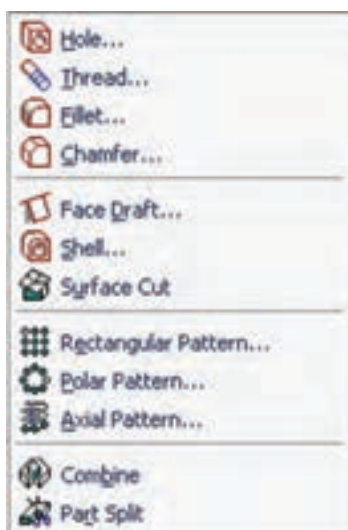 Hole...
Thread...
Fillet...
Chamfer...
Face Draft...
Shell...
Surface Cut
Rectangular Pattern...
Polar Pattern...
Axial Pattern...
Combine
Part Split